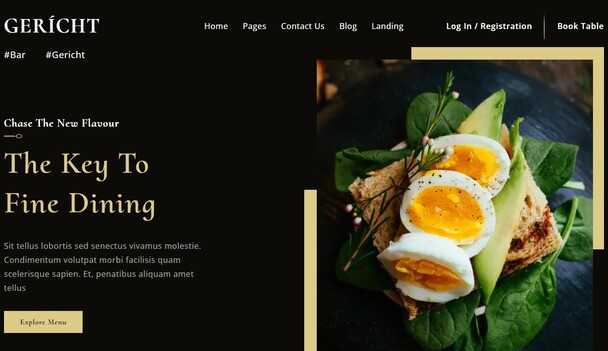 GERÍCHT
Home Pages Contact Us Blog Landing Log In / Registration Book Table
#Bar #Gericht
Chase The New Flavour
The Key To
Fine Dining
Sit tellus lobortis sed senectus vivamus molestie.
Condimentum volutpat morbi facilisis quam
scelerisque sapien. Et, penatibus aliquam amet
tellus
Explore Menu